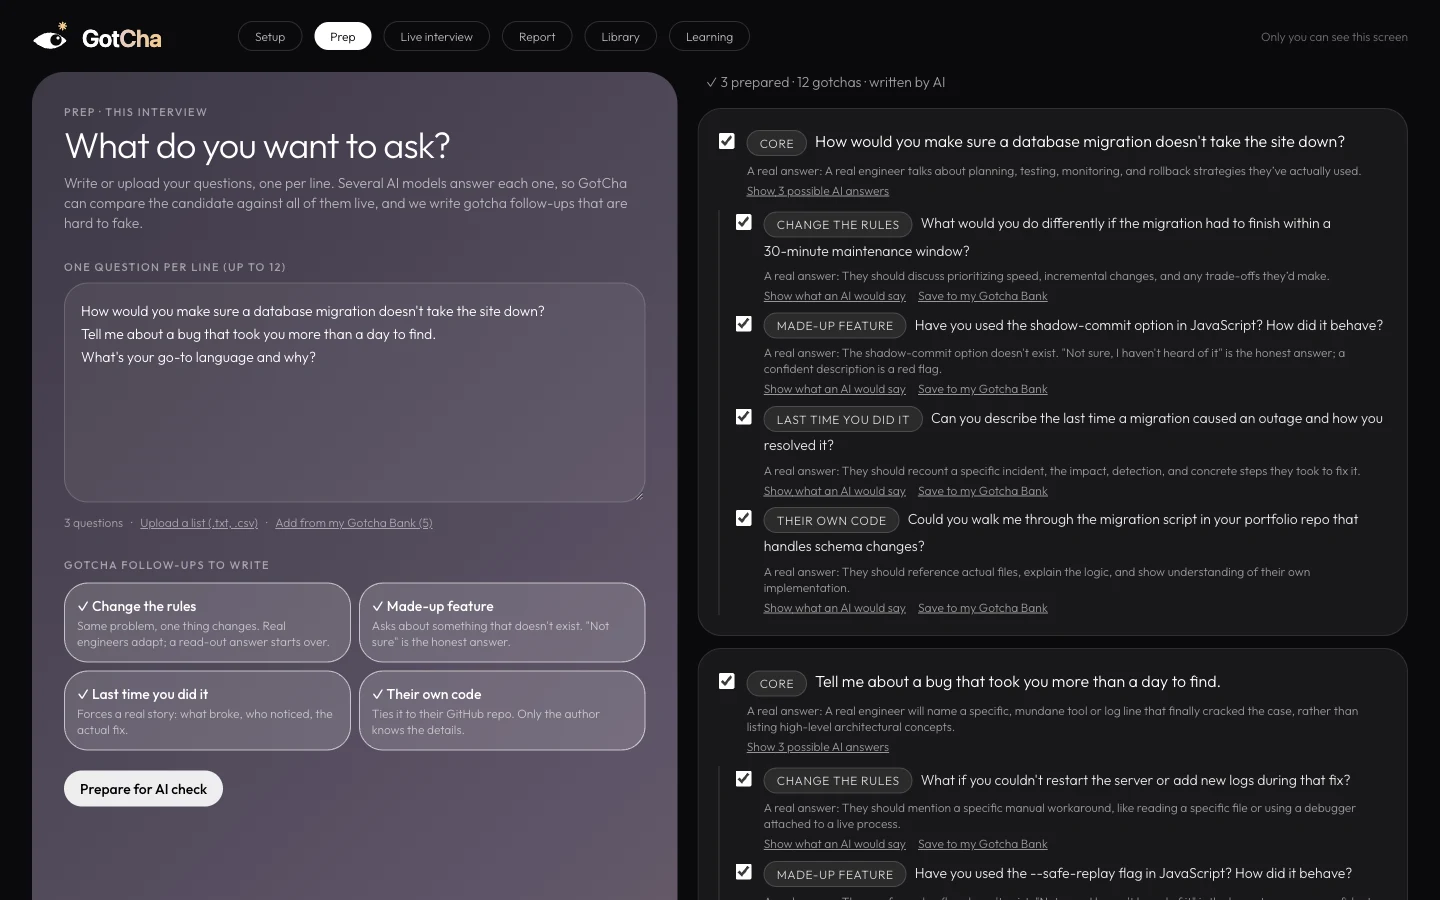 GotCha
Setup
Prep
Live interview
Report
Library
Learning
Only you can see this screen
PREP · THIS INTERVIEW
What do you want to ask?
Write or upload your questions, one per line. Several AI models answer each one, so GotCha
can compare the candidate against all of them live, and we write gotcha follow-ups that are
hard to fake.
ONE QUESTION PER LINE (UP TO 12)
How would you make sure a database migration doesn't take the site down?
Tell me about a bug that took you more than a day to find.
What's your go-to language and why?
3 questions · Upload a list (.txt, .csv) · Add from my Gotcha Bank (5)
GOTCHA FOLLOW-UPS TO WRITE
✓ Change the rules
Same problem, one thing changes. Real
engineers adapt; a read-out answer starts over.
✓ Made-up feature
Asks about something that doesn't exist. "Not
sure" is the honest answer.
✓ Last time you did it
Forces a real story: what broke, who noticed, the
actual fix.
✓ Their own code
Ties it to their GitHub repo. Only the author
knows the details.
Prepare for AI check
✓ 3 prepared · 12 gotchas · written by AI
CORE How would you make sure a database migration doesn't take the site down?
A real answer: A real engineer talks about planning, testing, monitoring, and rollback strategies they've actually used.
Show 3 possible AI answers
CHANGE THE RULES What would you do differently if the migration had to finish within a
30-minute maintenance window?
A real answer: They should discuss prioritizing speed, incremental changes, and any trade-offs they'd make.
Show what an AI would say Save to my Gotcha Bank
MADE-UP FEATURE Have you used the shadow-commit option in JavaScript? How did it behave?
A real answer: The shadow-commit option doesn't exist. "Not sure, I haven't heard of it" is the honest answer; a
confident description is a red flag.
Show what an AI would say Save to my Gotcha Bank
LAST TIME YOU DID IT Can you describe the last time a migration caused an outage and how you
resolved it?
A real answer: They should recount a specific incident, the impact, detection, and concrete steps they took to fix it.
Show what an AI would say Save to my Gotcha Bank
THEIR OWN CODE Could you walk me through the migration script in your portfolio repo that
handles schema changes?
A real answer: They should reference actual files, explain the logic, and show understanding of their own
implementation.
Show what an AI would say Save to my Gotcha Bank
CORE Tell me about a bug that took you more than a day to find.
A real answer: A real engineer will name a specific, mundane tool or log line that finally cracked the case, rather than
listing high-level architectural concepts.
Show 3 possible AI answers
CHANGE THE RULES What if you couldn't restart the server or add new logs during that fix?
A real answer: They should mention a specific manual workaround, like reading a specific file or using a debugger
attached to a live process.
Show what an AI would say Save to my Gotcha Bank
MADE-UP FEATURE Have you used the --safe-replay flag in JavaScript? How did it behave?